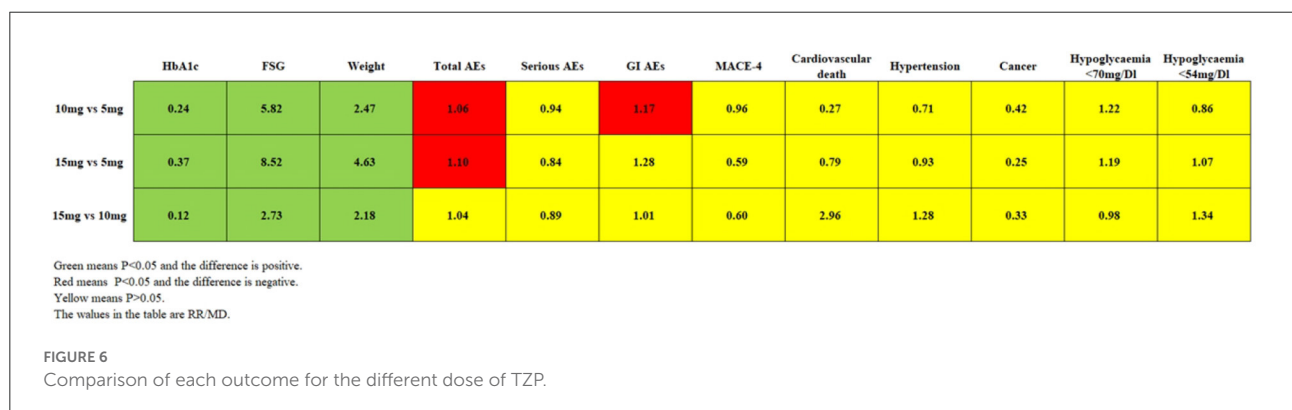 HbA1c FSG Weight Total AEs Serious AEs GI AEs MACE-4 Cardiovascular death Hypertension Cancer Hypoglycaemia <70mg/Dl Hypoglycaemia <54mg/Dl
10mg vs 5mg 0.24 5.82 2.47 1.06 0.94 1.17 0.96 0.27 0.71 0.42 1.22 0.86
15mg vs 5mg 0.37 8.52 4.63 1.10 0.84 1.28 0.59 0.79 0.93 0.25 1.19 1.07
15mg vs 10mg 0.12 2.73 2.18 1.04 0.89 1.01 0.60 2.96 1.28 0.33 0.98 1.34
Green means P<0.05 and the difference is positive.
Red means P<0.05 and the difference is negative.
Yellow means P>0.05.
The walues in the table are RR/MD.
FIGURE 6
Comparison of each outcome for the different dose of TZP.